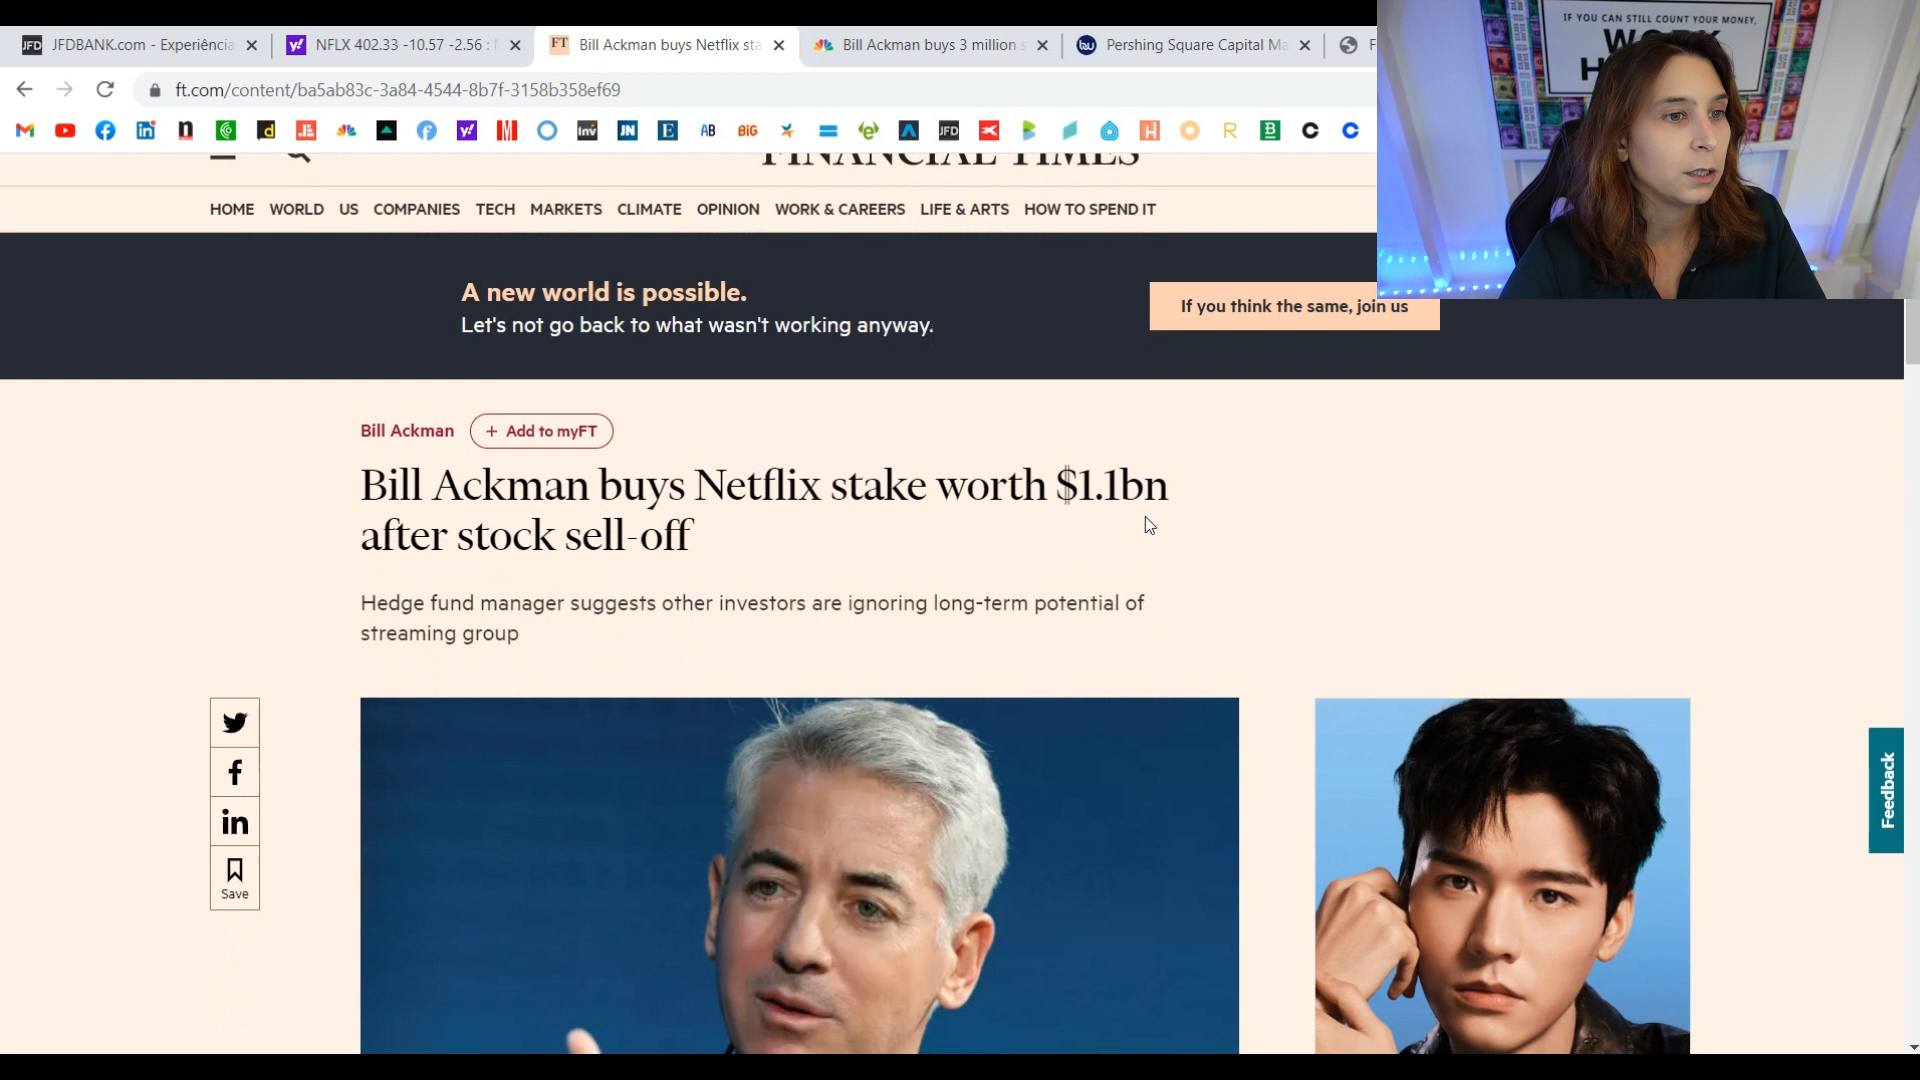 JFD JFDBANK.com - Experiência
y! NFLX 402.33 -10.57 -2.56 :
FT Bill Ackman buys Netflix sta
Bill Ackman buys 3 million s
Pershing Square Capital Ma
F
ft.com/content/ba5ab83c-3a84-4544-8b7f-3158b358ef69
IF YOU CAN STILL COUNT YOUR MONEY,
FINANCIAL TIMES
HOME WORLD US COMPANIES TECH MARKETS CLIMATE OPINION WORK & CAREERS LIFE & ARTS HOW TO SPEND IT
A new world is possible.
Let's not go back to what wasn't working anyway.
If you think the same, join us
Bill Ackman
+ Add to myFT
Bill Ackman buys Netflix stake worth $1.1bn
after stock sell-off
Hedge fund manager suggests other investors are ignoring long-term potential of
streaming group
Save
Feedback